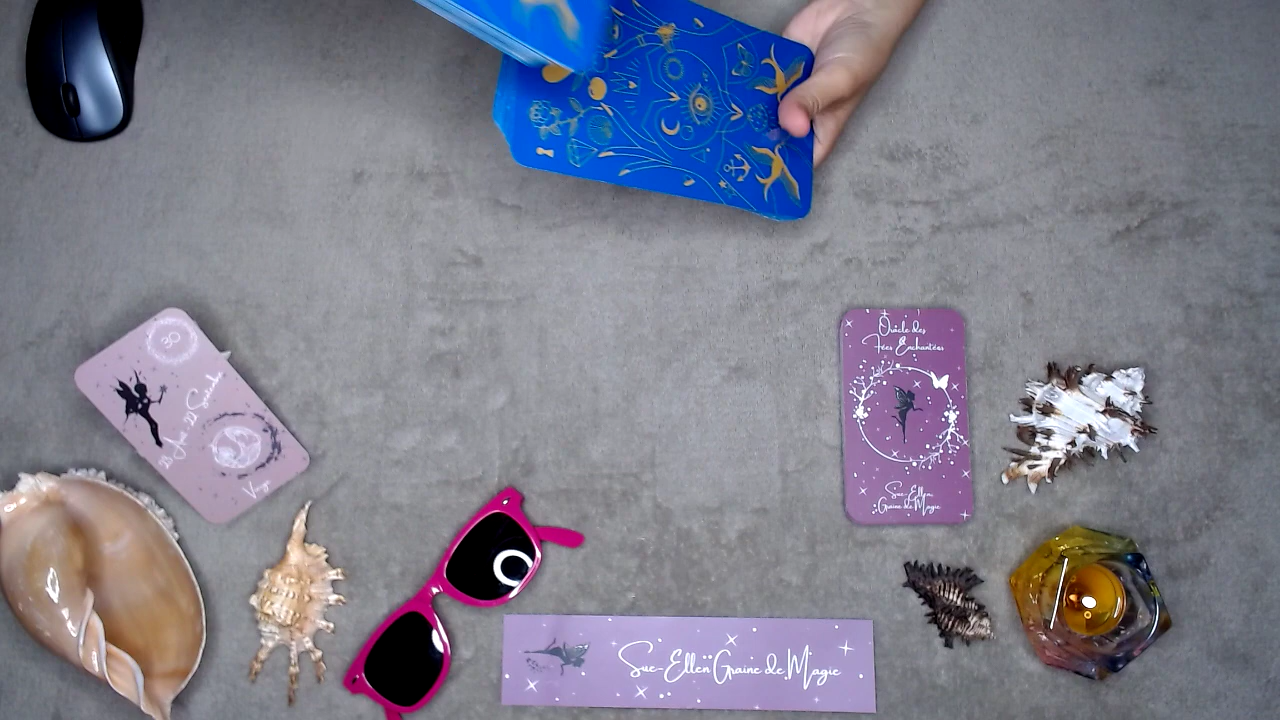 30
23 Août 22 Septembre
Vierge
Oracle des
Fées Enchantées
Sue-Ellen
Graine de Magie
Sue-Ellen Graine de Magie